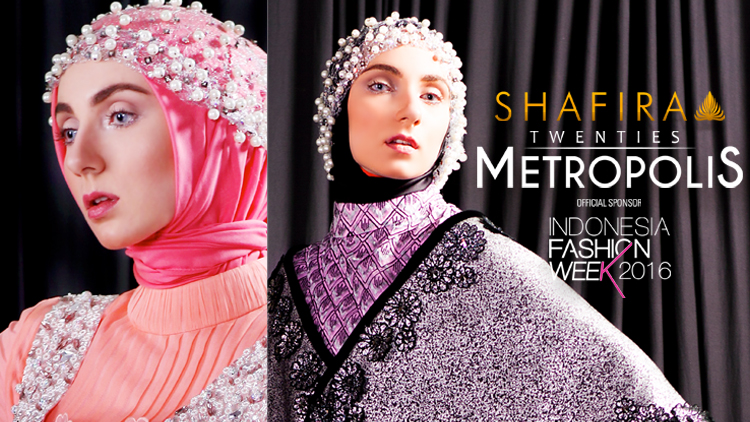 SHAFIRA
TWENTIES
METROPOLIS
OFFICIAL SPONSOR
INDONESIA
FASHION
WEEK 2016